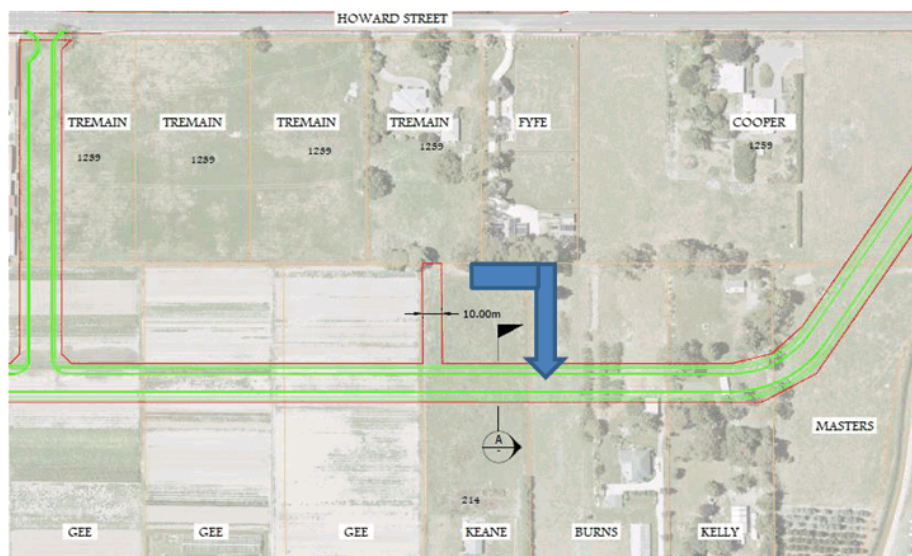 HOWARD STREET
TREMAIN TREMAIN TREMAIN TREMAIN FYFE COOPER
1259 1259 1259 1259 1259
10.00m
A
-
MASTERS
214
GEE GEE GEE KEANE BURNS KELLY